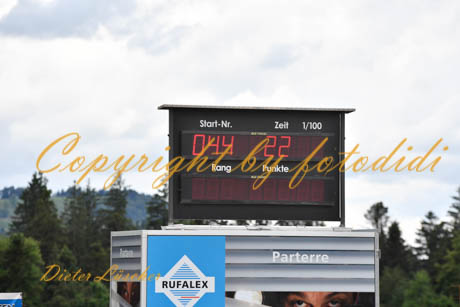 Start-Nr. Zeit 1/100
044 22
Rang Punkte
Copyright by fotodidi
Parterre
RUFALEX
Dieter Lüscher